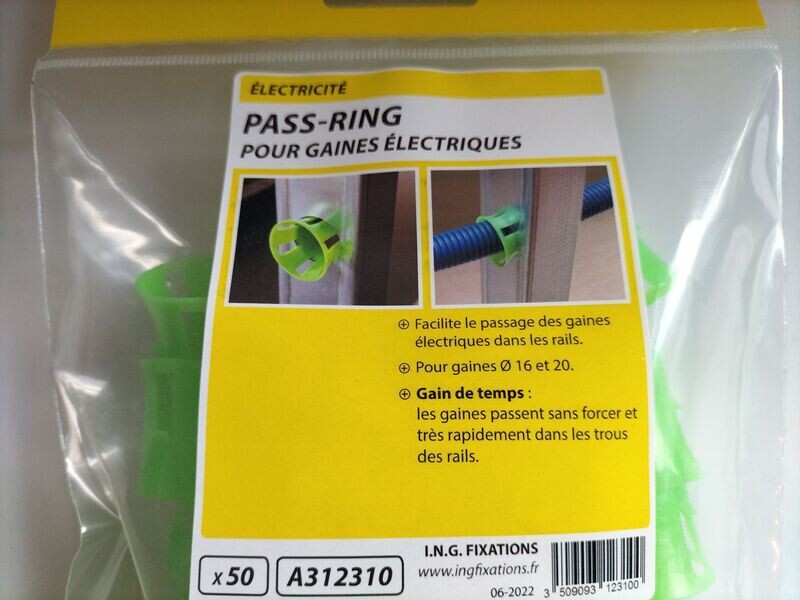 ÉLECTRICITÉ
PASS-RING
POUR GAINES ÉLECTRIQUES
⊕ Facilite le passage des gaines
électriques dans les rails.
⊕ Pour gaines Ø 16 et 20.
⊕ Gain de temps :
les gaines passent sans forcer et
très rapidement dans les trous
des rails.
x 50
A312310
I.N.G. FIXATIONS
www.ingfixations.fr
06-2022
3 509093 123100